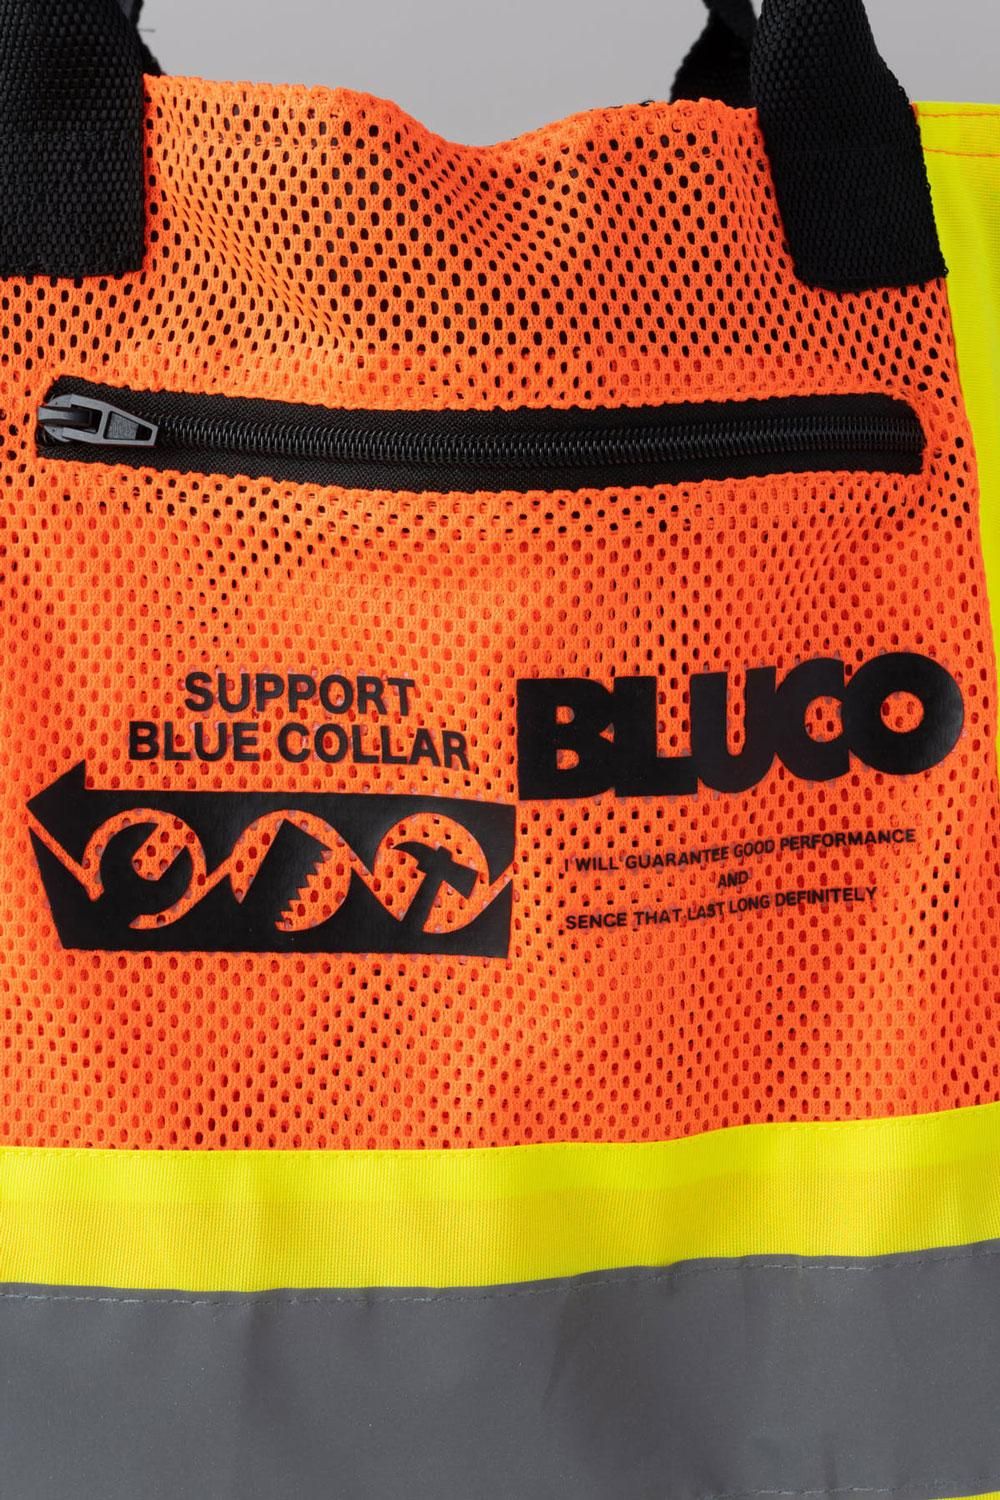 SUPPORT
BLUE COLLAR
BLUCO
I WILL GUARANTEE GOOD PERFORMANCE
AND
SENCE THAT LAST LONG DEFINITELY